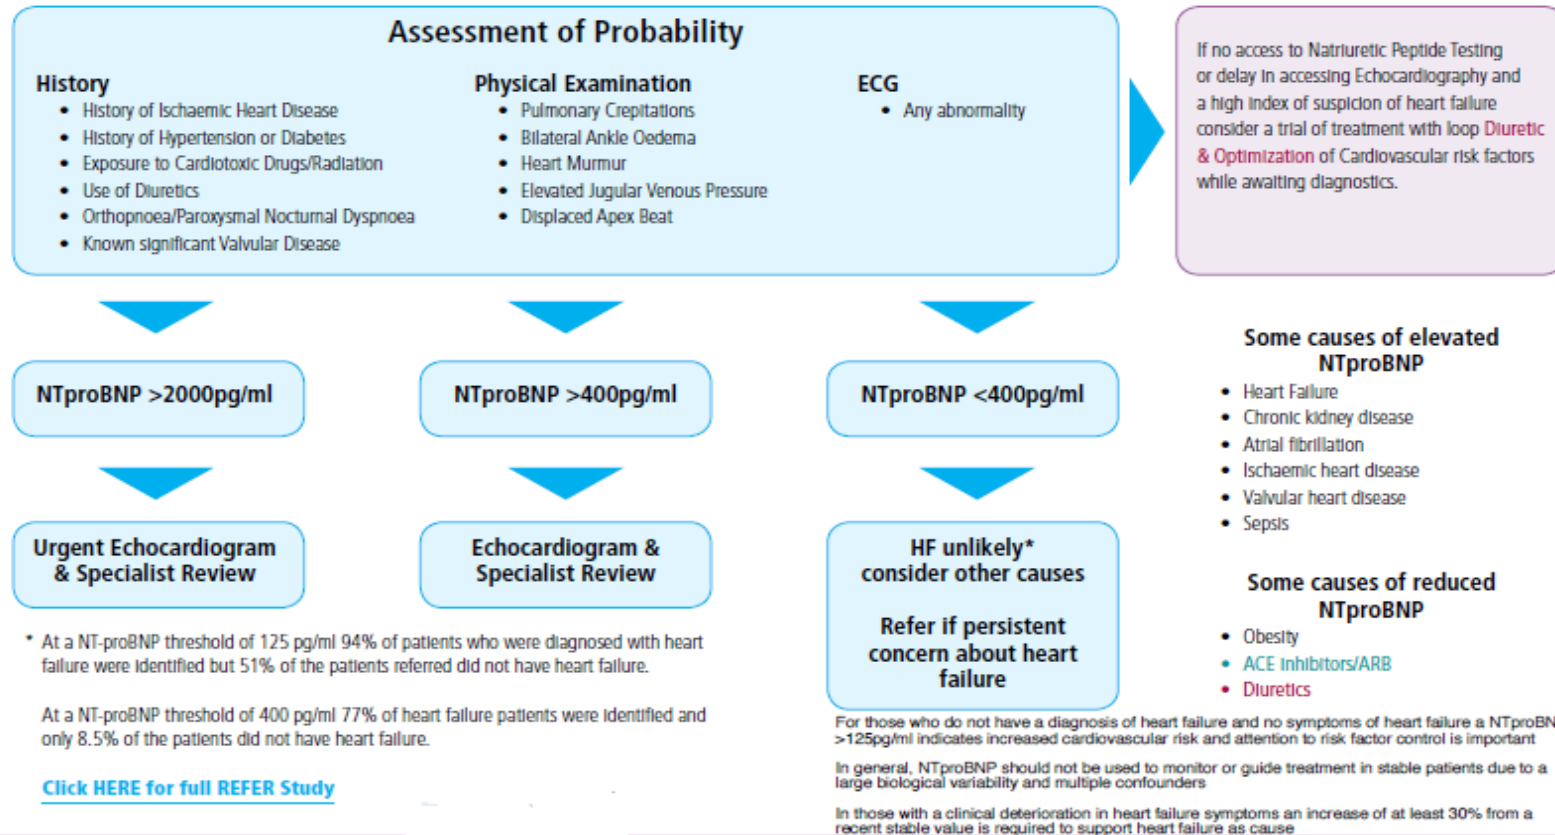 Assessment of Probability
History
• History of Ischaemic Heart Disease
• History of Hypertension or Diabetes
• Exposure to Cardiotoxic Drugs/Radiation
• Use of Diuretics
• Orthopnoea/Paroxysmal Nocturnal Dyspnoea
• Known significant Valvular Disease
Physical Examination
• Pulmonary Crepitations
• Bilateral Ankle Oedema
• Heart Murmur
• Elevated Jugular Venous Pressure
• Displaced Apex Beat
ECG
• Any abnormality
If no access to Natriuretic Peptide Testing
or delay in accessing Echocardiography and
a high index of suspicion of heart failure
consider a trial of treatment with loop Diuretic
& Optimization of Cardiovascular risk factors
while awaiting diagnostics.
NTproBNP >2000pg/ml
NTproBNP >400pg/ml
NTproBNP <400pg/ml
Urgent Echocardiogram
& Specialist Review
Echocardiogram &
Specialist Review
HF unlikely*
consider other causes
Refer if persistent
concern about heart
failure
Some causes of elevated
NTproBNP
• Heart Failure
• Chronic kidney disease
• Atrial fibrillation
• Ischaemic heart disease
• Valvular heart disease
• Sepsis
Some causes of reduced
NTproBNP
• Obesity
• ACE inhibitors/ARB
• Diuretics
* At a NT-proBNP threshold of 125 pg/ml 94% of patients who were diagnosed with heart
failure were identified but 51% of the patients referred did not have heart failure.
At a NT-proBNP threshold of 400 pg/ml 77% of heart failure patients were identified and
only 8.5% of the patients did not have heart failure.
Click HERE for full REFER Study
For those who do not have a diagnosis of heart failure and no symptoms of heart failure a NTproBN
>125pg/ml indicates increased cardiovascular risk and attention to risk factor control is important
In general, NTproBNP should not be used to monitor or guide treatment in stable patients due to a
large biological variability and multiple confounders
In those with a clinical deterioration in heart failure symptoms an increase of at least 30% from a
recent stable value is required to support heart failure as cause